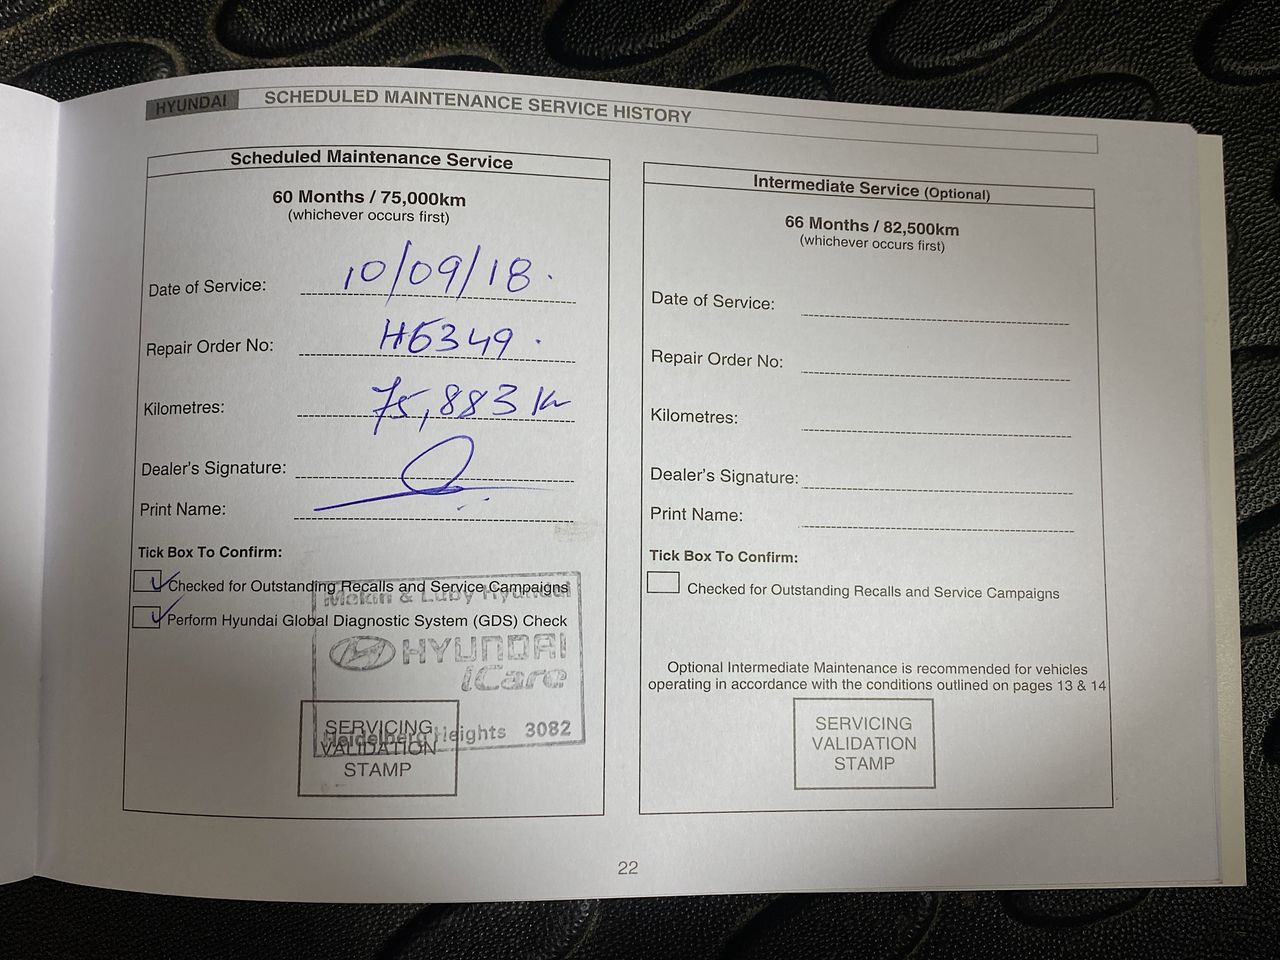 HYUNDAI SCHEDULED MAINTENANCE SERVICE HISTORY
Scheduled Maintenance Service
60 Months / 75,000km
(whichever occurs first)
Date of Service: 10/09/18.
Repair Order No: H6349.
Kilometres: 75,883 km
Dealer's Signature:
Print Name:
Tick Box To Confirm:
Checked for Outstanding Recalls and Service Campaigns
Perform Hyundai Global Diagnostic System (GDS) Check
& Hyundai
HYUNDAI
iCare
Heidelberg Heights 3082
SERVICING
VALIDATION
STAMP
Intermediate Service (Optional)
66 Months / 82,500km
(whichever occurs first)
Date of Service:
Repair Order No:
Kilometres:
Dealer's Signature:
Print Name:
Tick Box To Confirm:
Checked for Outstanding Recalls and Service Campaigns
Optional Intermediate Maintenance is recommended for vehicles
operating in accordance with the conditions outlined on pages 13 & 14
SERVICING
VALIDATION
STAMP
22